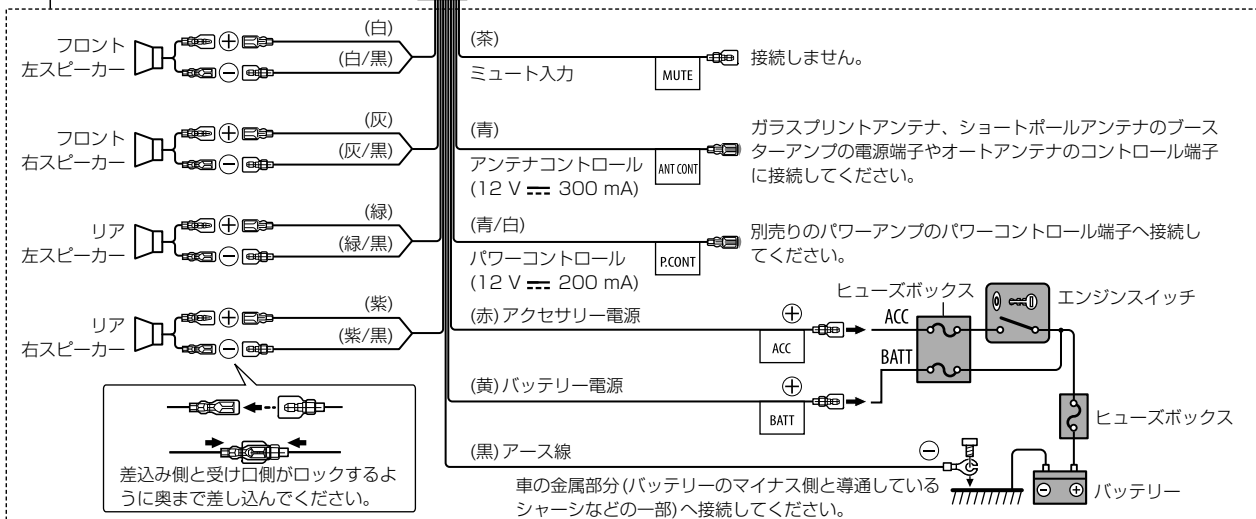 フロント
左スピーカー
⊕
(白)
⊖
(白/黒)
フロント
右スピーカー
⊕
(灰)
⊖
(灰/黒)
リア
左スピーカー
⊕
(緑)
⊖
(緑/黒)
リア
右スピーカー
⊕
(紫)
⊖
(紫/黒)
差込み側と受け口側がロックするよ
うに奥まで差し込んでください。
(茶)
ミュート入力
MUTE
接続しません。
(青)
アンテナコントロール
(12 V ⎓ 300 mA)
ANT CONT
ガラスプリントアンテナ、ショートポールアンテナのブース
ターアンプの電源端子やオートアンテナのコントロール端子
に接続してください。
(青/白)
パワーコントロール
(12 V ⎓ 200 mA)
P.CONT
別売りのパワーアンプのパワーコントロール端子へ接続し
てください。
(赤)アクセサリー電源
⊕
ACC
ACC
ヒューズボックス
エンジンスイッチ
(黄)バッテリー電源
⊕
BATT
BATT
ヒューズボックス
(黒)アース線
⊖
車の金属部分(バッテリーのマイナス側と導通している
シャーシなどの一部)へ接続してください。
⊖ ⊕
バッテリー